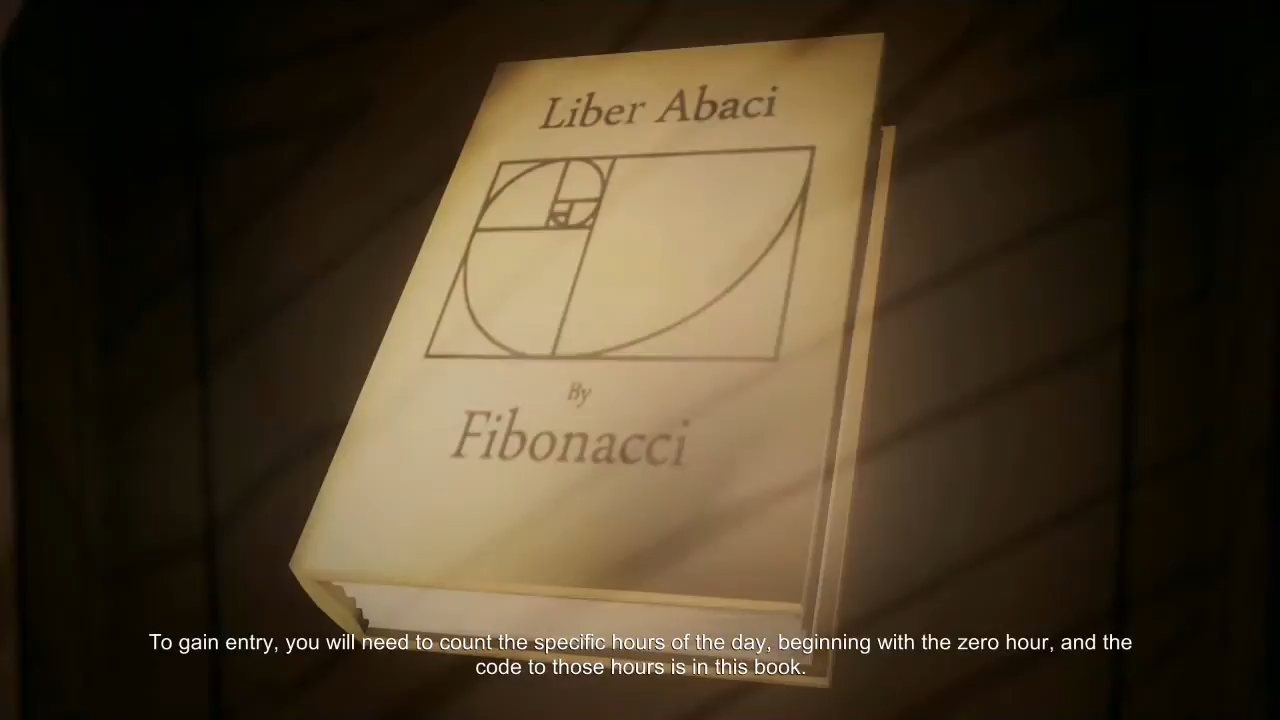 Liber Abaci
By
Fibonacci
To gain entry, you will need to count the specific hours of the day, beginning with the zero hour, and the
code to those hours is in this book.